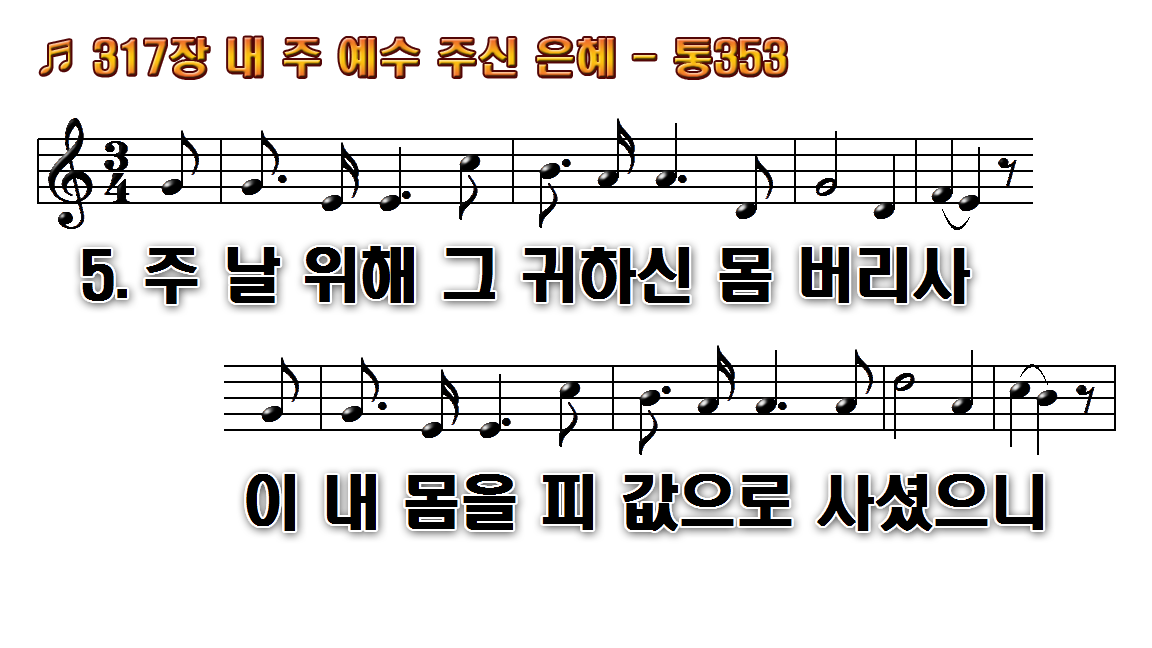 ♬ 317장 내 주 예수 주신 은혜 - 통353
5. 주 날 위해 그 귀하신 몸 버리사
이 내 몸을 피 값으로 사셨으니